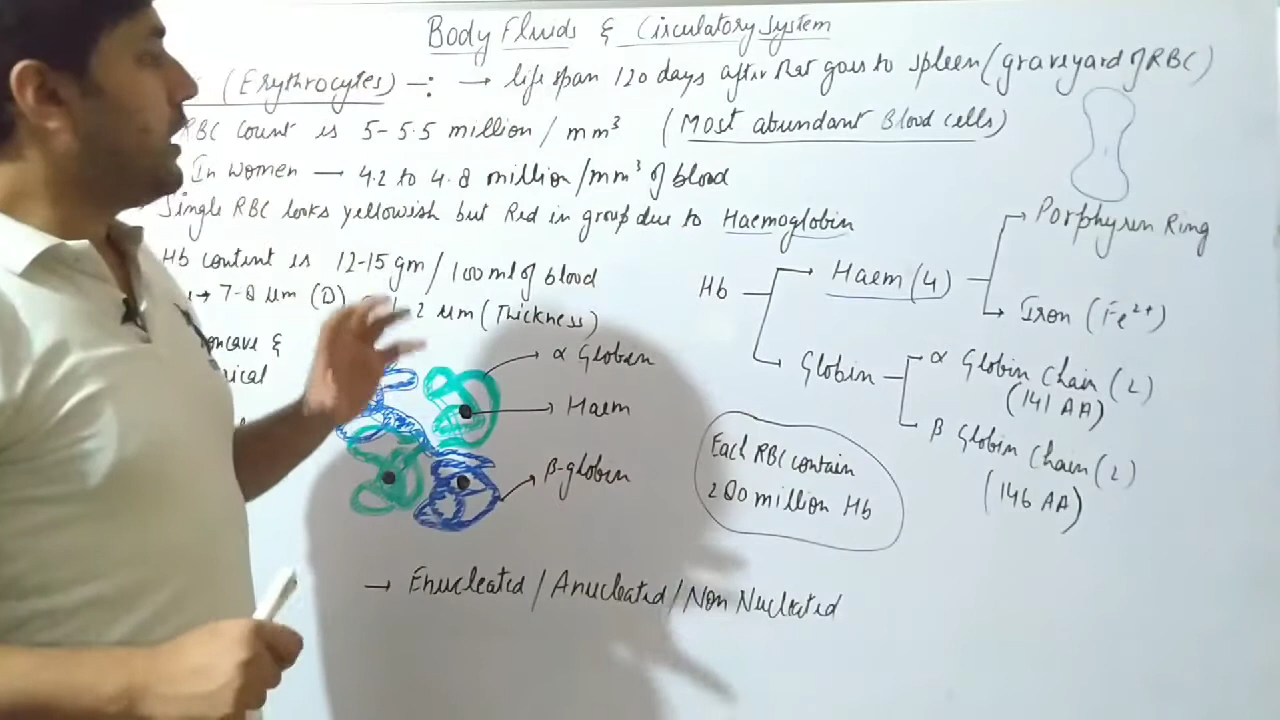 Body Fluids & Circulatory System
(Erythrocytes) -: → life span 120 days after that goes to spleen (graveyard of RBC)
RBC count is 5-5.5 million/mm³ (Most abundant Blood cells)
In women — 4.2 to 4.8 million/mm³ of blood
Single RBC looks yellowish but Red in group due to Haemoglobin
Hb content is 12-15 gm/100ml of blood
→ 7-8 µm (D) 2 µm (Thickness)
concave &
Hb
Haem (4)
Porphyrin Ring
Iron (Fe²⁺)
Globin
α Globin chain (2)
(141 AA)
β Globin chain (2)
(146 AA)
α Globin
Haem
β-globin
Each RBC contain
280 million Hb
→ Enucleated/Anucleated/Non Nucleated